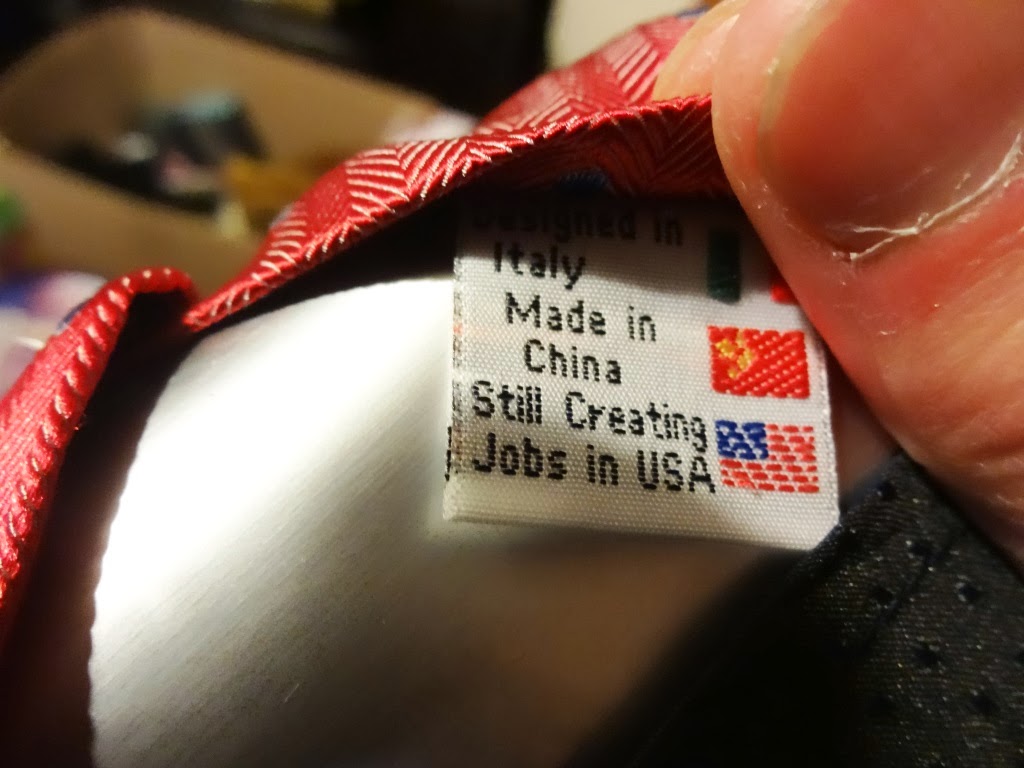 Designed in
Italy
Made in
China
Still Creating
Jobs in USA